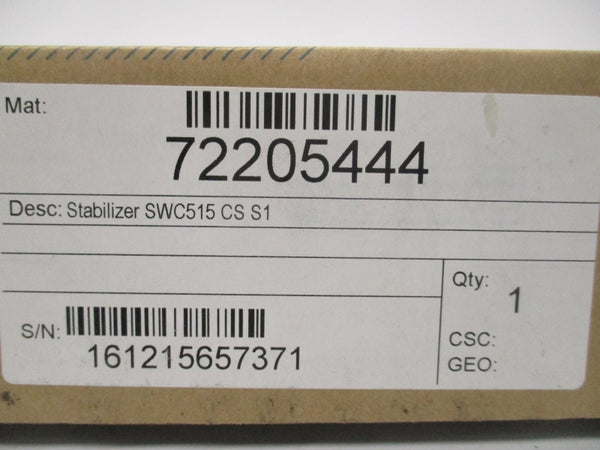 Mat:
72205444
Desc: Stabilizer SWC515 CS S1
Qty:
1
S/N:
161215657371
CSC:
GEO: